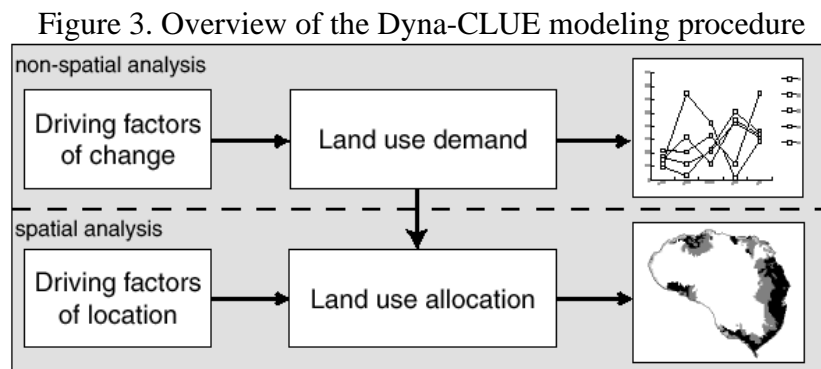 Figure 3. Overview of the Dyna-CLUE modeling procedure
non-spatial analysis
Driving factors
of change
Land use demand
spatial analysis
Driving factors
of location
Land use allocation